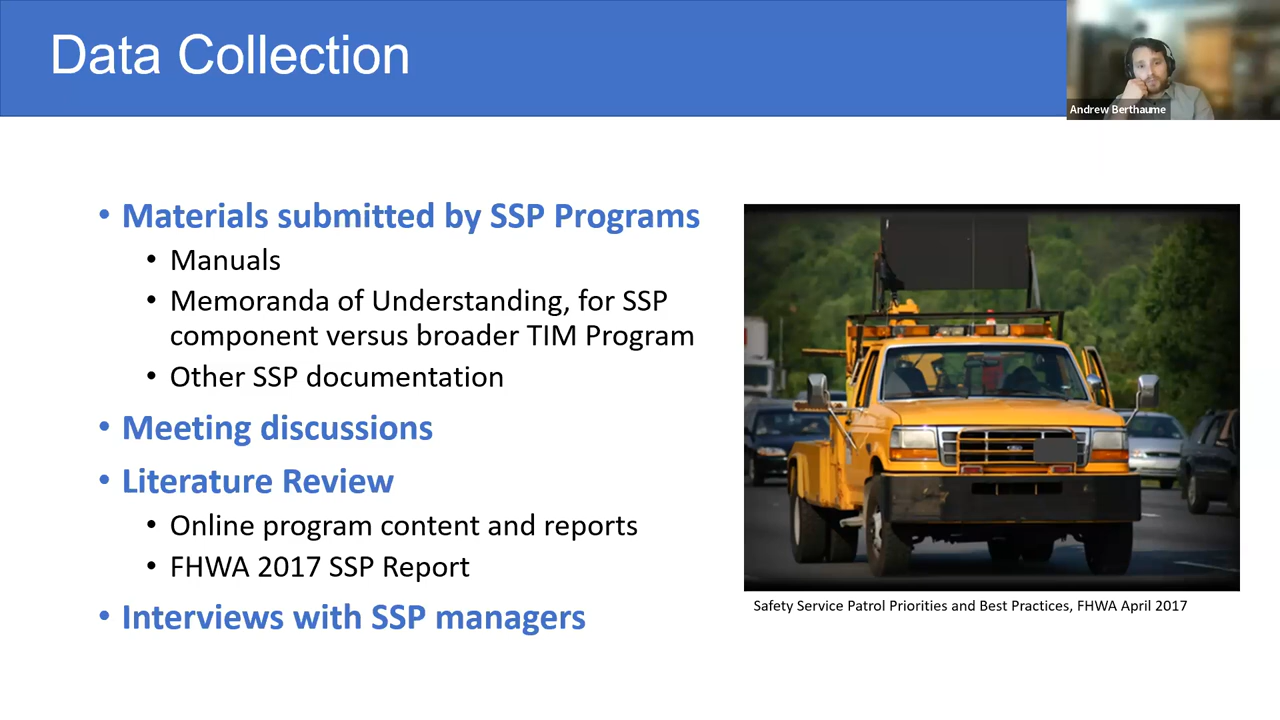 Data Collection
Andrew Berthaume
• Materials submitted by SSP Programs
• Manuals
• Memoranda of Understanding, for SSP
component versus broader TIM Program
• Other SSP documentation
• Meeting discussions
• Literature Review
• Online program content and reports
• FHWA 2017 SSP Report
• Interviews with SSP managers
Safety Service Patrol Priorities and Best Practices, FHWA April 2017